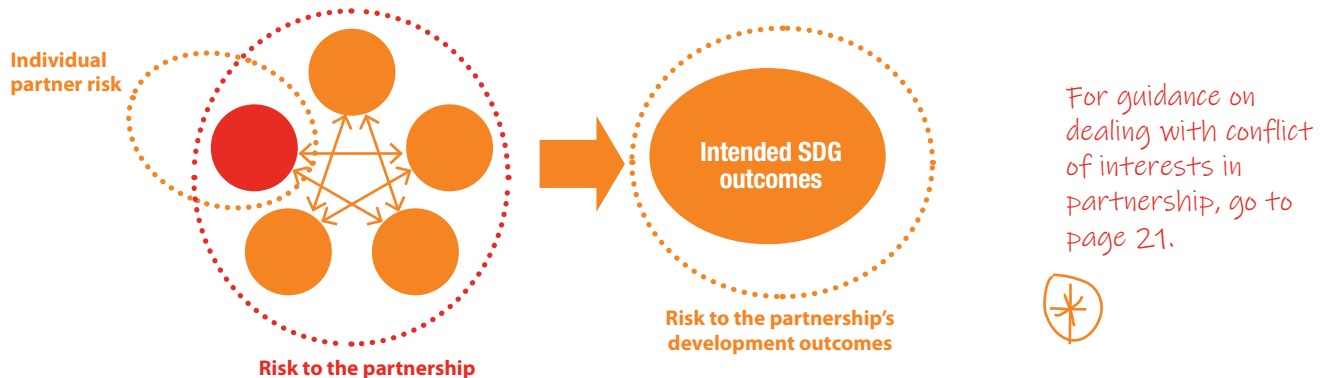 Individual
partner risk
Risk to the partnership
Intended SDG
outcomes
Risk to the partnership's
development outcomes
For guidance on
dealing with conflict
of interests in
partnership, go to
page 21.